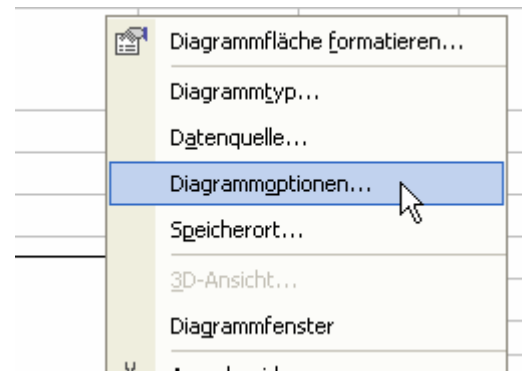 Diagrammfläche formatieren...
Diagrammtyp...
Datenquelle...
Diagrammoptionen...
Speicherort...
3D-Ansicht...
Diagrammfenster